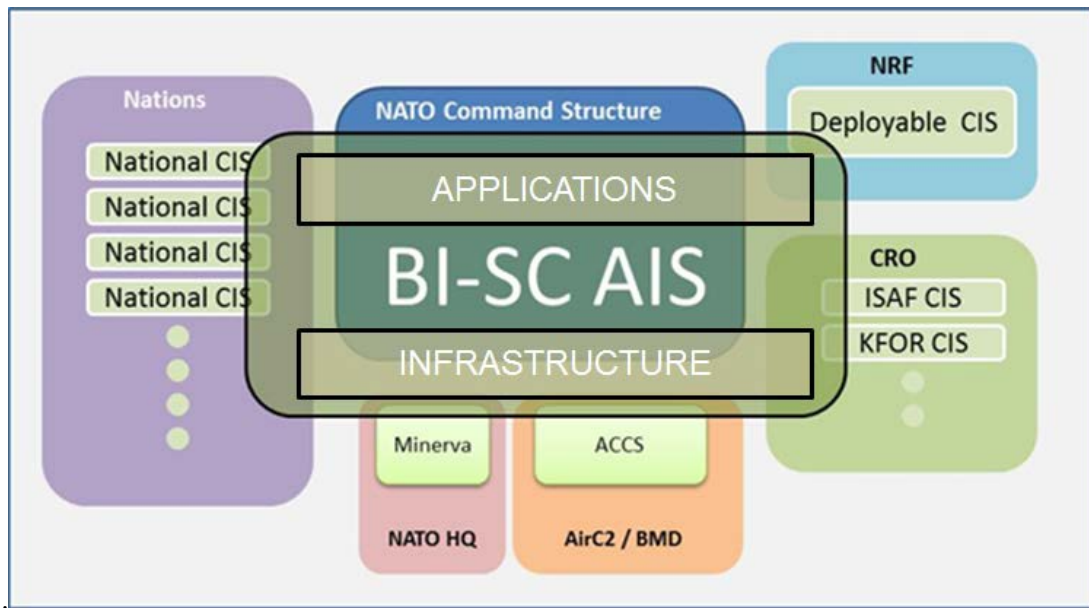 Nations
National CIS
National CIS
National CIS
National CIS
NATO Command Structure
APPLICATIONS
BI-SC AIS
INFRASTRUCTURE
NRF
Deployable CIS
CRO
ISAF CIS
KFOR CIS
Minerva
NATO HQ
ACCS
AirC2 / BMD